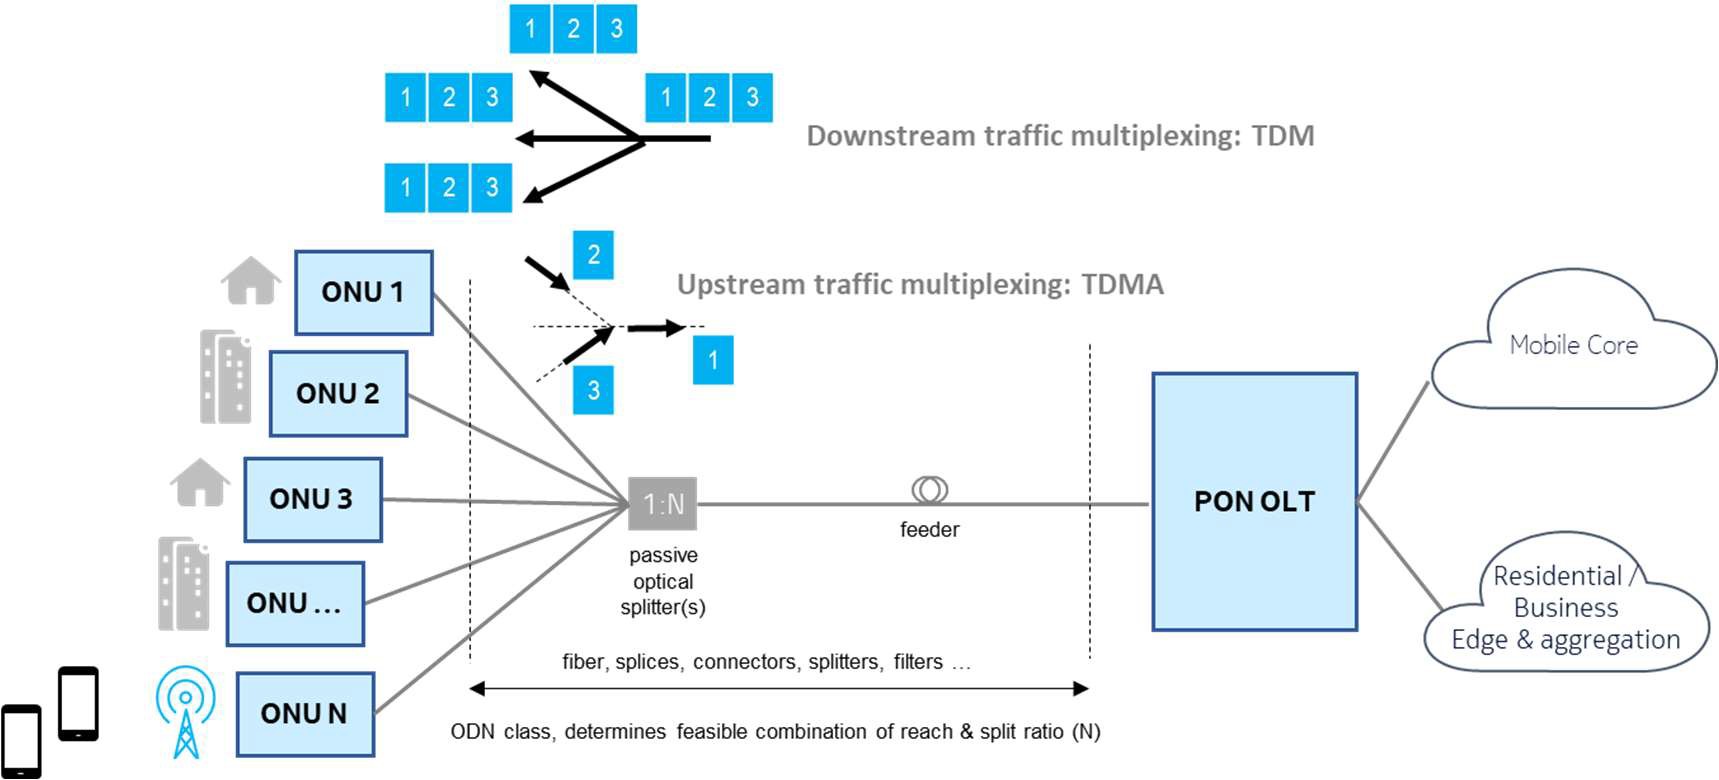 1 2 3
1 2 3
1 2 3
Downstream traffic multiplexing: TDM
1 2 3
2
Upstream traffic multiplexing: TDMA
1
3
ONU 1
ONU 2
ONU 3
ONU ...
ONU N
1:N
passive
optical
splitter(s)
feeder
PON OLT
Mobile Core
Residential /
Business
Edge & aggregation
fiber, splices, connectors, splitters, filters ...
ODN class, determines feasible combination of reach & split ratio (N)